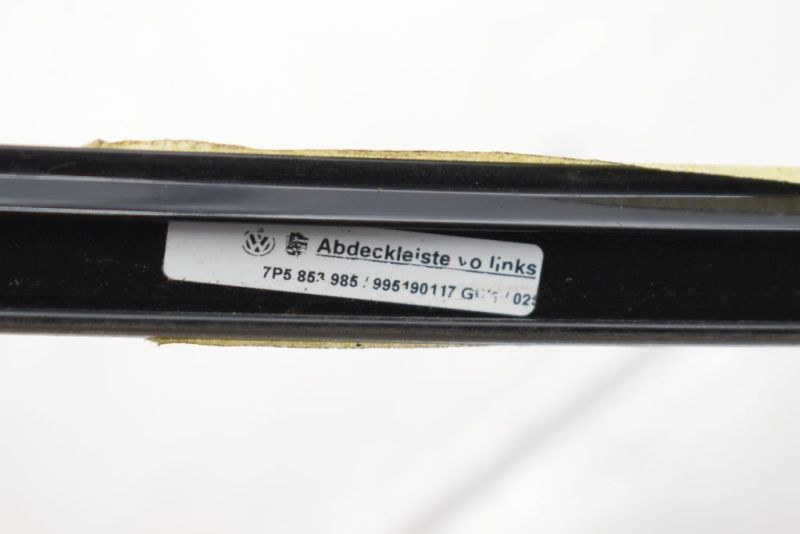 Abdeckleiste vo links
7P5 853 985 / 995190117